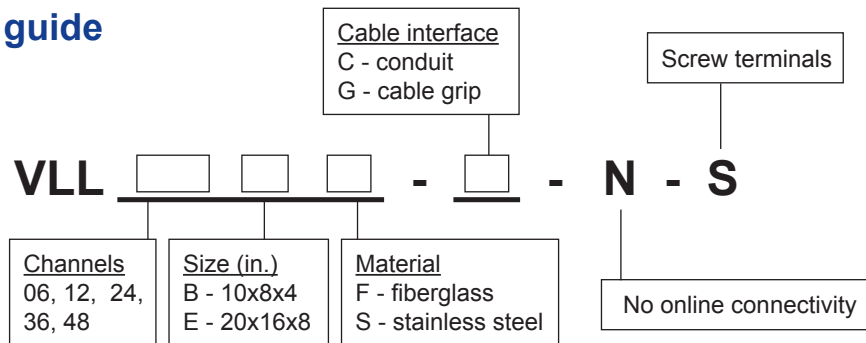 guide
Cable interface
C - conduit
G - cable grip
Screw terminals
VLL - - N - S
Channels
06, 12, 24,
36, 48
Size (in.)
B - 10x8x4
E - 20x16x8
Material
F - fiberglass
S - stainless steel
No online connectivity